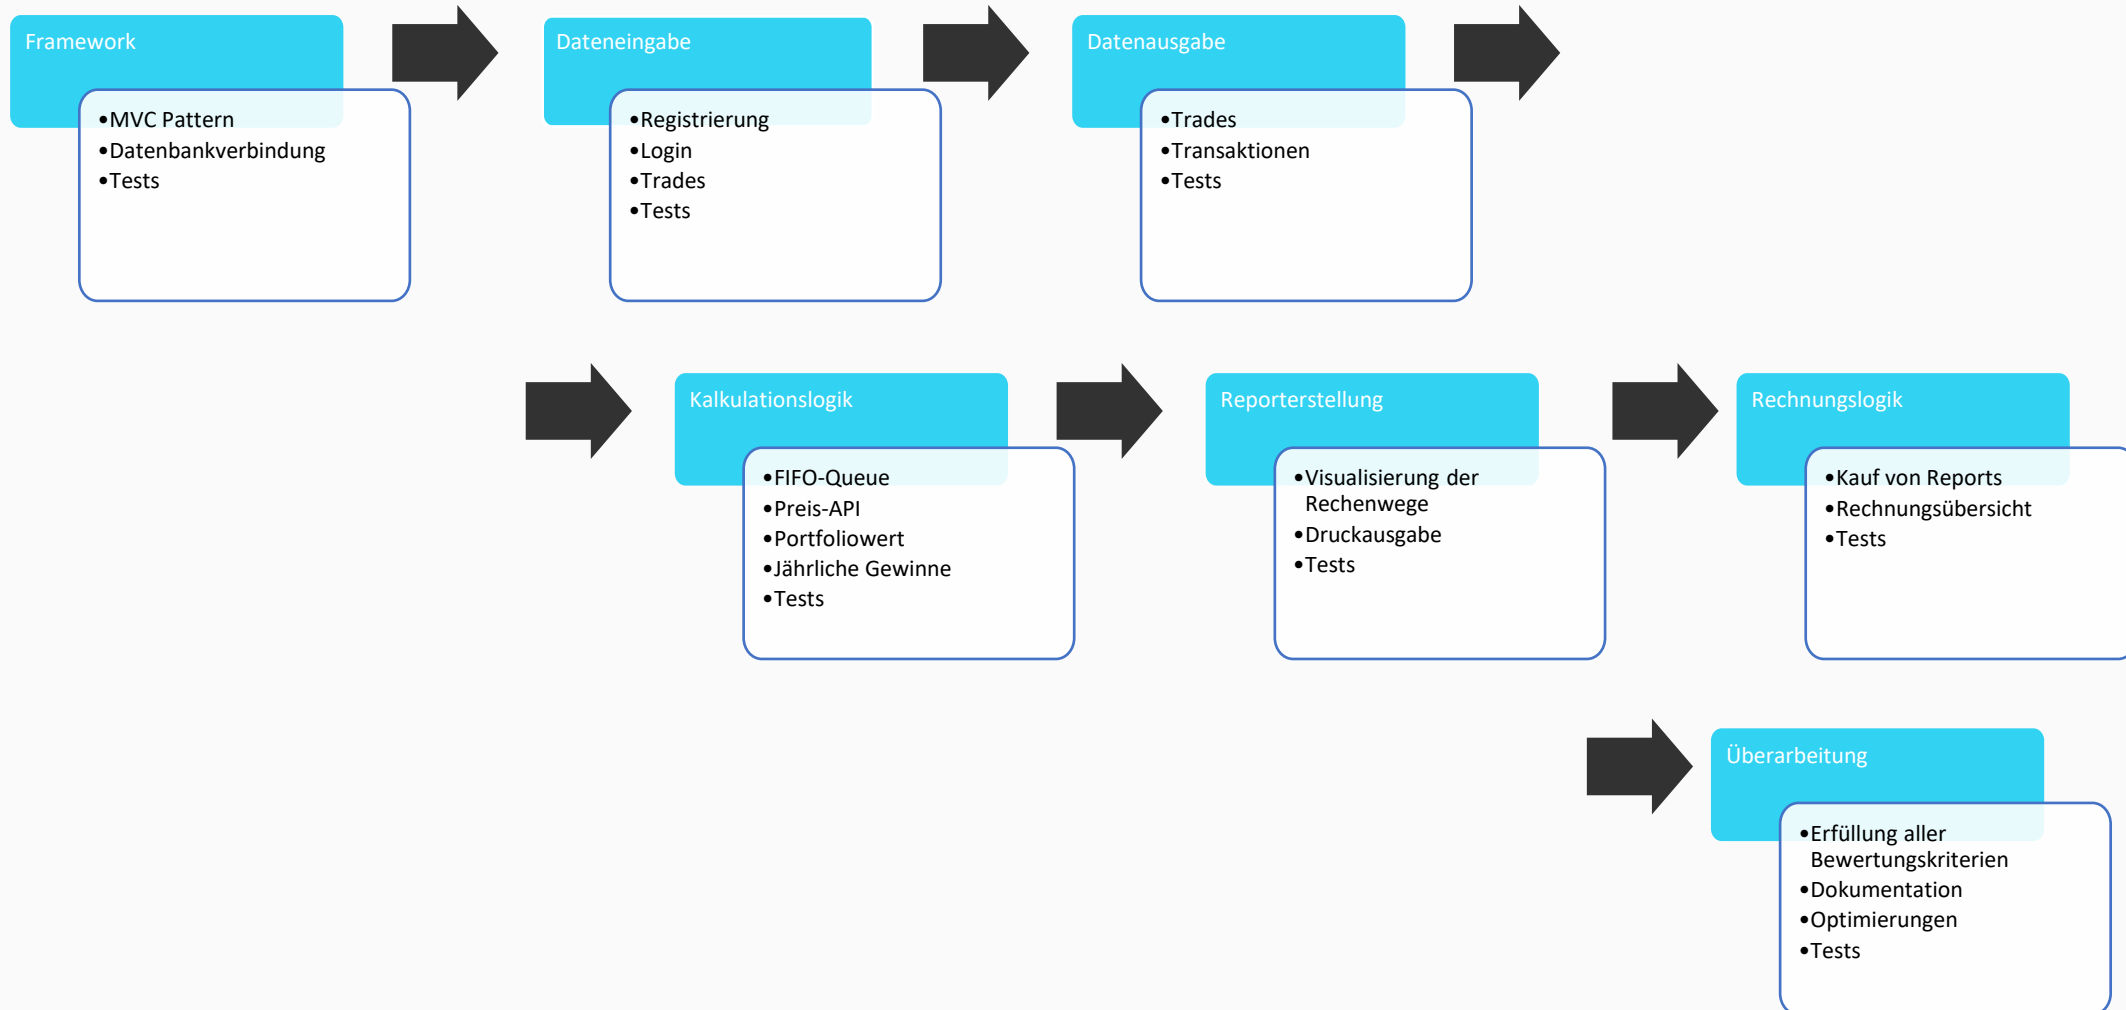 Framework
•MVC Pattern
•Datenbankverbindung
•Tests
Dateneingabe
•Registrierung
•Login
•Trades
•Tests
Datenausgabe
•Trades
•Transaktionen
•Tests
Kalkulationslogik
•FIFO-Queue
•Preis-API
•Portfoliowert
•Jährliche Gewinne
•Tests
Reporterstellung
•Visualisierung der
Rechenwege
•Druckausgabe
•Tests
Rechnungslogik
•Kauf von Reports
•Rechnungsübersicht
•Tests
Überarbeitung
•Erfüllung aller
Bewertungskriterien
•Dokumentation
•Optimierungen
•Tests